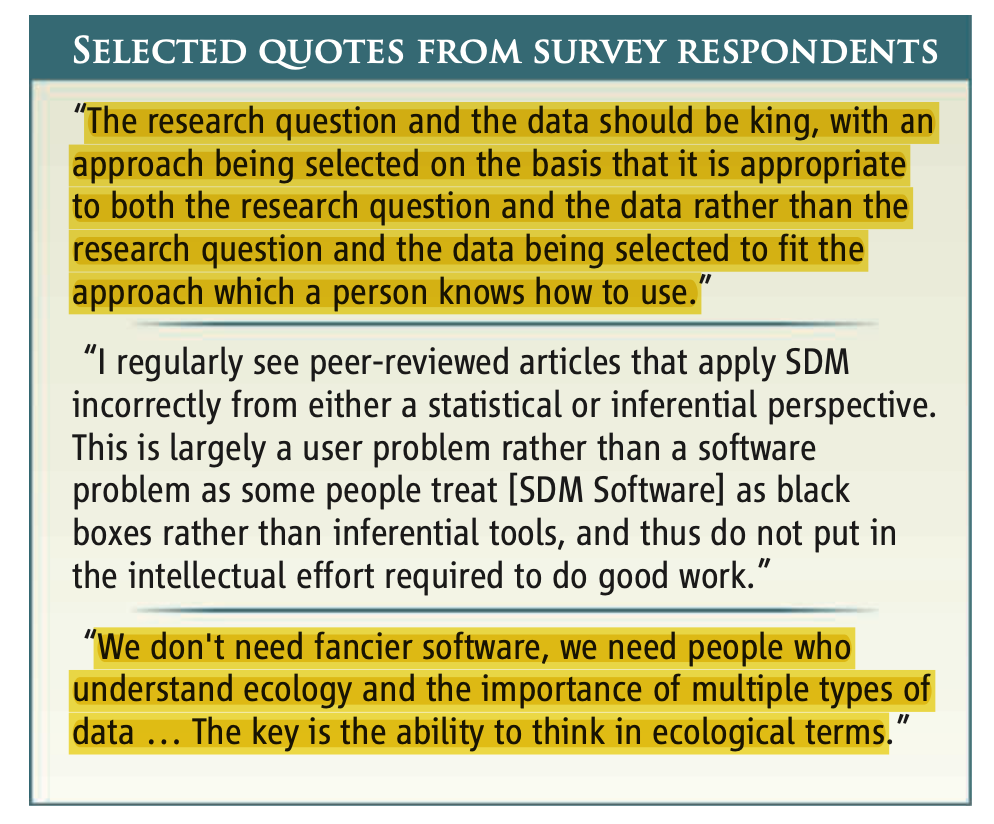 SELECTED QUOTES FROM SURVEY RESPONDENTS
“The research question and the data should be king, with an
approach being selected on the basis that it is appropriate
to both the research question and the data rather than the
research question and the data being selected to fit the
approach which a person knows how to use.”
“I regularly see peer-reviewed articles that apply SDM
incorrectly from either a statistical or inferential perspective.
This is largely a user problem rather than a software
problem as some people treat [SDM Software] as black
boxes rather than inferential tools, and thus do not put in
the intellectual effort required to do good work.”
“We don't need fancier software, we need people who
understand ecology and the importance of multiple types of
data … The key is the ability to think in ecological terms.”